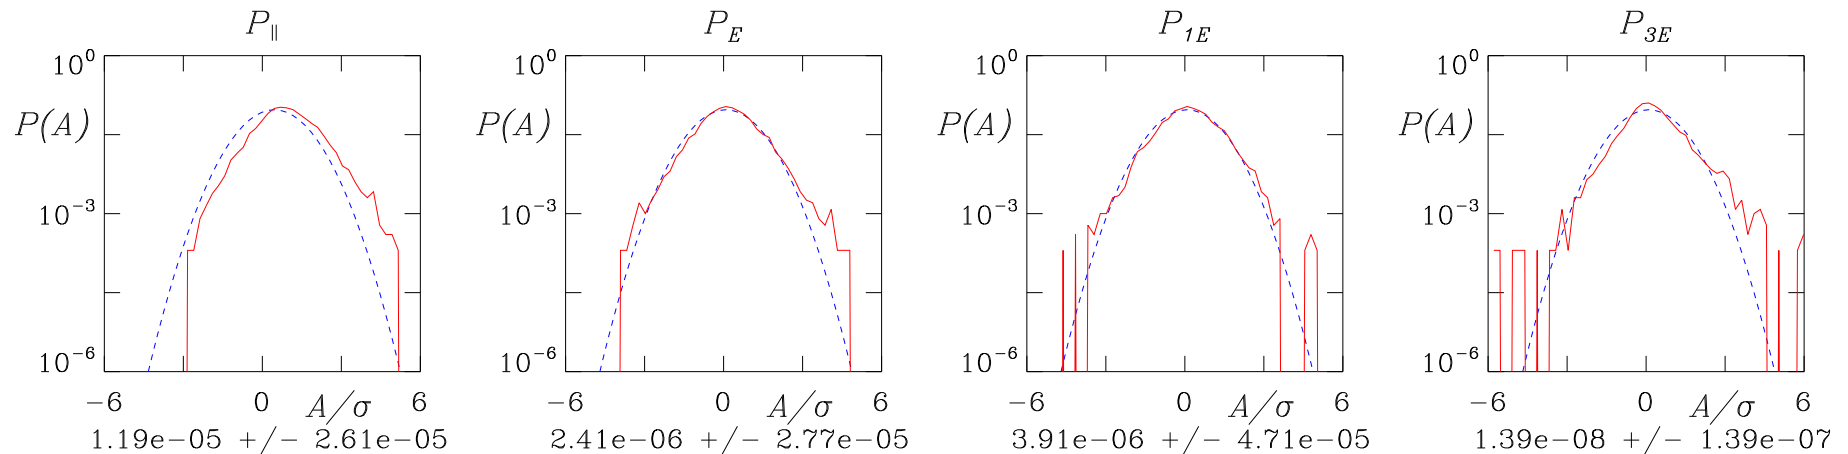 P∥ P_E P_1E P_3E
10^0 10^0 10^0 10^0
P(A) P(A) P(A) P(A)
10^-3 10^-3 10^-3 10^-3
10^-6 10^-6 10^-6 10^-6
-6 0 A/σ 6 -6 0 A/σ 6 -6 0 A/σ 6 -6 0 A/σ 6
1.19e-05 +/- 2.61e-05 2.41e-06 +/- 2.77e-05 3.91e-06 +/- 4.71e-05 1.39e-08 +/- 1.39e-07